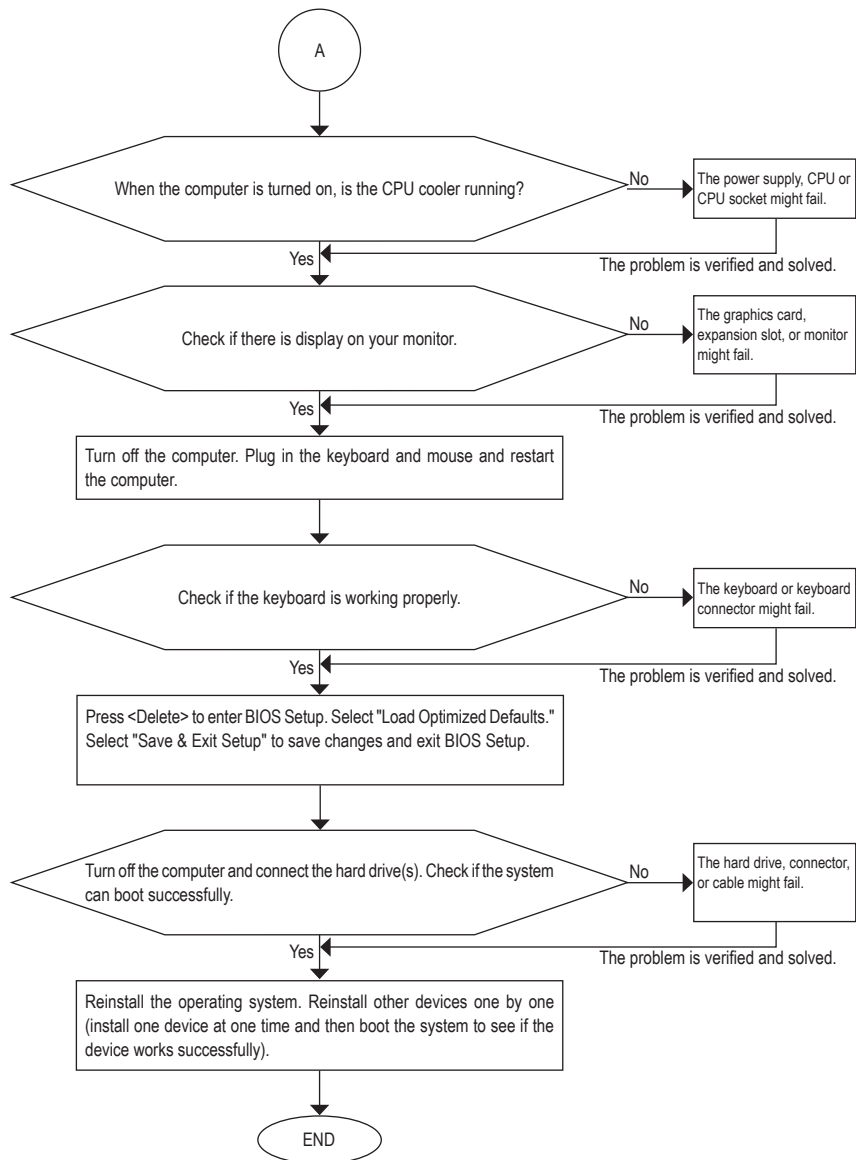 A
When the computer is turned on, is the CPU cooler running?
No
The power supply, CPU or
CPU socket might fail.
Yes
The problem is verified and solved.
Check if there is display on your monitor.
No
The graphics card,
expansion slot, or monitor
might fail.
Yes
The problem is verified and solved.
Turn off the computer. Plug in the keyboard and mouse and restart
the computer.
Check if the keyboard is working properly.
No
The keyboard or keyboard
connector might fail.
Yes
The problem is verified and solved.
Press <Delete> to enter BIOS Setup. Select "Load Optimized Defaults."
Select "Save & Exit Setup" to save changes and exit BIOS Setup.
Turn off the computer and connect the hard drive(s). Check if the system
can boot successfully.
No
The hard drive, connector,
or cable might fail.
Yes
The problem is verified and solved.
Reinstall the operating system. Reinstall other devices one by one
(install one device at one time and then boot the system to see if the
device works successfully).
END